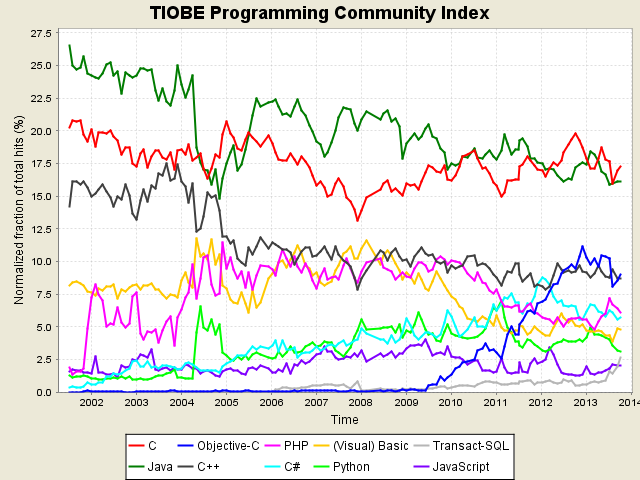 TIOBE Programming Community Index
Normalized fraction of total hits (%)
27.5
25.0
22.5
20.0
17.5
15.0
12.5
10.0
7.5
5.0
2.5
0.0
2002 2003 2004 2005 2006 2007 2008 2009 2010 2011 2012 2013 2014
Time
C Objective-C PHP (Visual) Basic Transact-SQL
Java C++ C# Python JavaScript